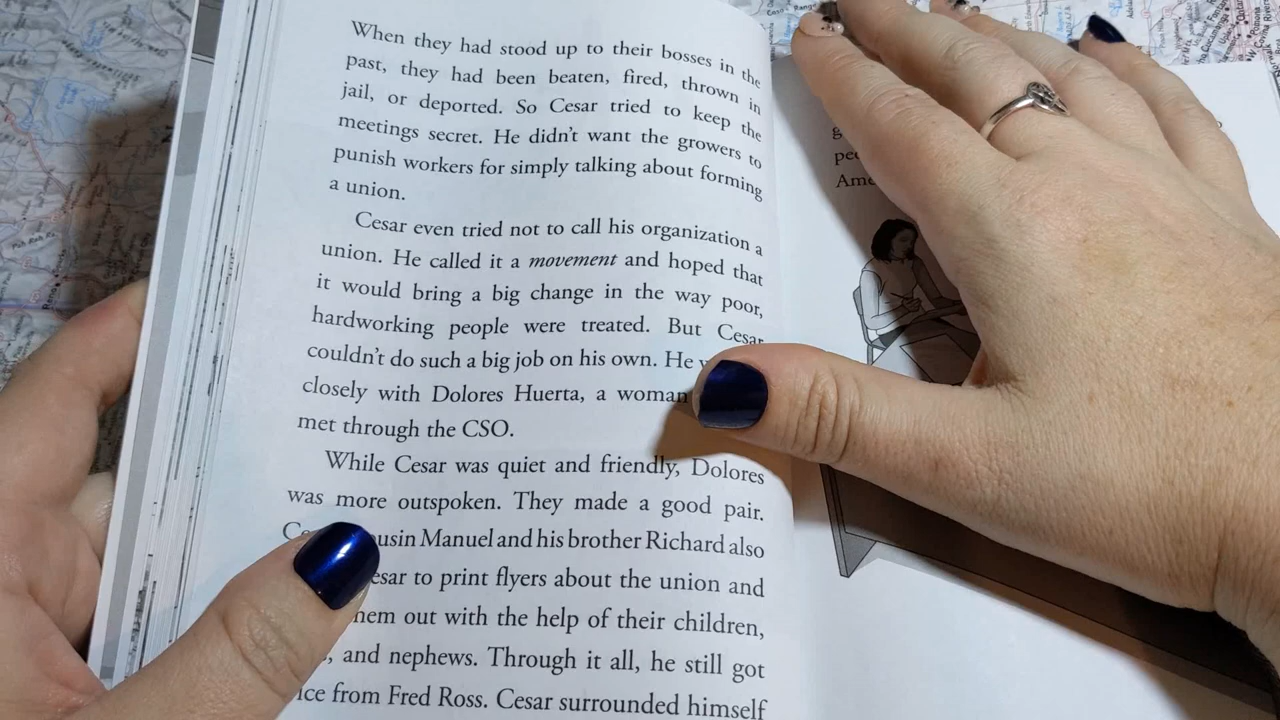 When they had stood up to their bosses in the
past, they had been beaten, fired, thrown in
jail, or deported. So Cesar tried to keep the
meetings secret. He didn't want the growers to
punish workers for simply talking about forming
a union.
Cesar even tried not to call his organization a
union. He called it a movement and hoped that
it would bring a big change in the way poor,
hardworking people were treated. But Cesar
couldn't do such a big job on his own. He
closely with Dolores Huerta, a woman
met through the CSO.
While Cesar was quiet and friendly, Dolores
was more outspoken. They made a good pair.
Manuel and his brother Richard also
to print flyers about the union and
out with the help of their children,
and nephews. Through it all, he still got
from Fred Ross. Cesar surrounded himself